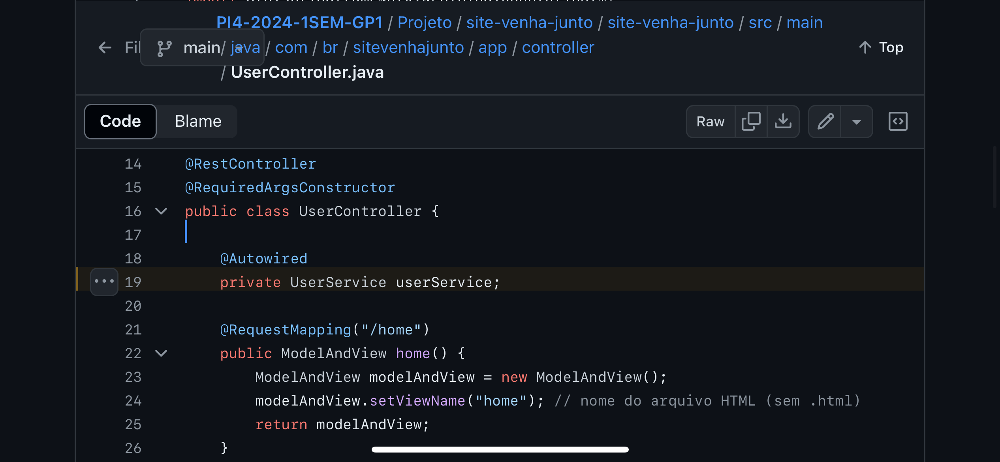 PI4-2024-1SEM-GP1 / Projeto / site-venha-junto / site-venha-junto / src / main
main / java / com / br / sitevenhajunto / app / controller
Top
/ UserController.java
Code
Blame
Raw
14 @RestController
15 @RequiredArgsConstructor
16 public class UserController {
17
18 @Autowired
19 private UserService userService;
20
21 @RequestMapping("/home")
22 public ModelAndView home() {
23 ModelAndView modelAndView = new ModelAndView();
24 modelAndView.setViewName("home"); // nome do arquivo HTML (sem .html)
25 return modelAndView;
26 }